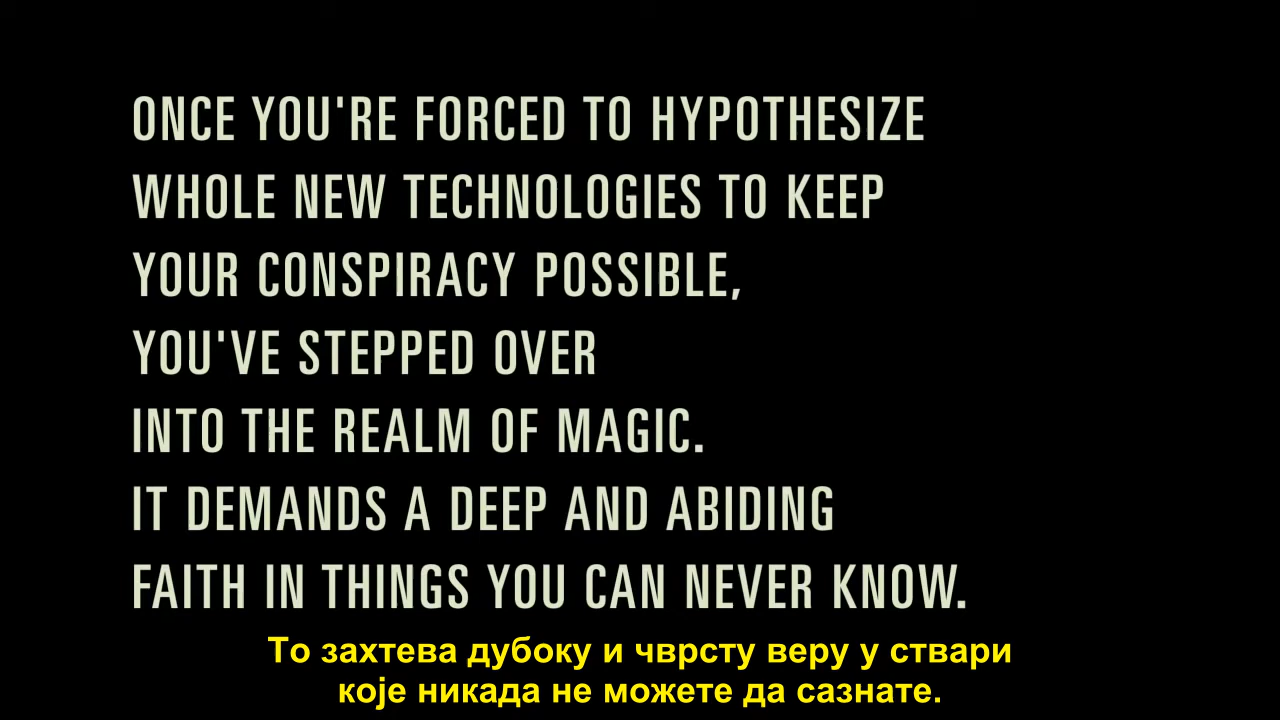 ONCE YOU'RE FORCED TO HYPOTHESIZE
WHOLE NEW TECHNOLOGIES TO KEEP
YOUR CONSPIRACY POSSIBLE,
YOU'VE STEPPED OVER
INTO THE REALM OF MAGIC.
IT DEMANDS A DEEP AND ABIDING
FAITH IN THINGS YOU CAN NEVER KNOW.
То захтева дубоку и чврсту веру у ствари
које никада не можете да сазнате.